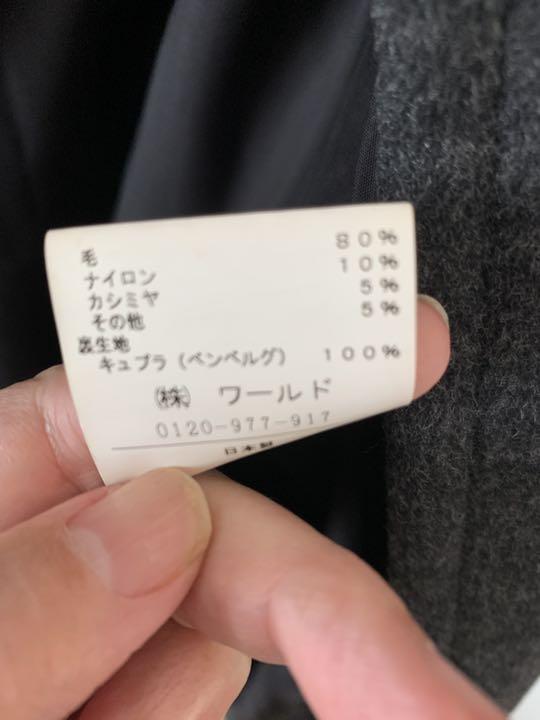 毛 80%
ナイロン 10%
カシミヤ 5%
その他 5%
裏生地
キュプラ(ベンベルグ) 100%
㈱ ワールド
0120-977-917
日本製